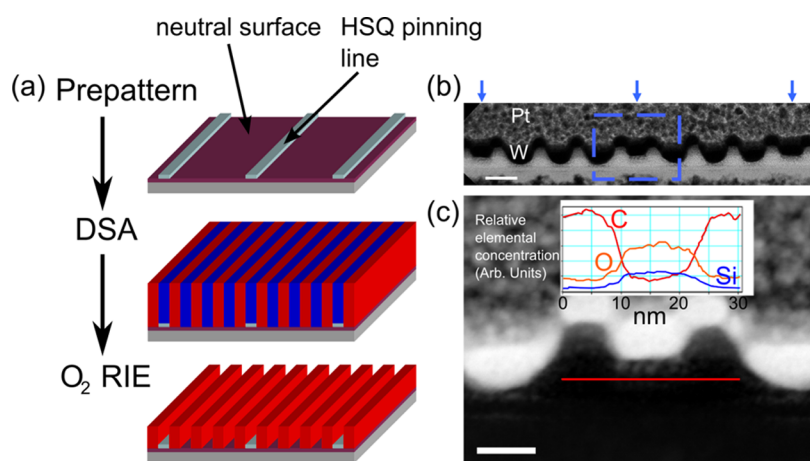 neutral surface
HSQ pinning
line
(a)
Prepattern
DSA
O₂ RIE
(b)
Pt
W
(c)
Relative
elemental
concentration
(Arb. Units)
C
O
Si
0 10 20 30
nm